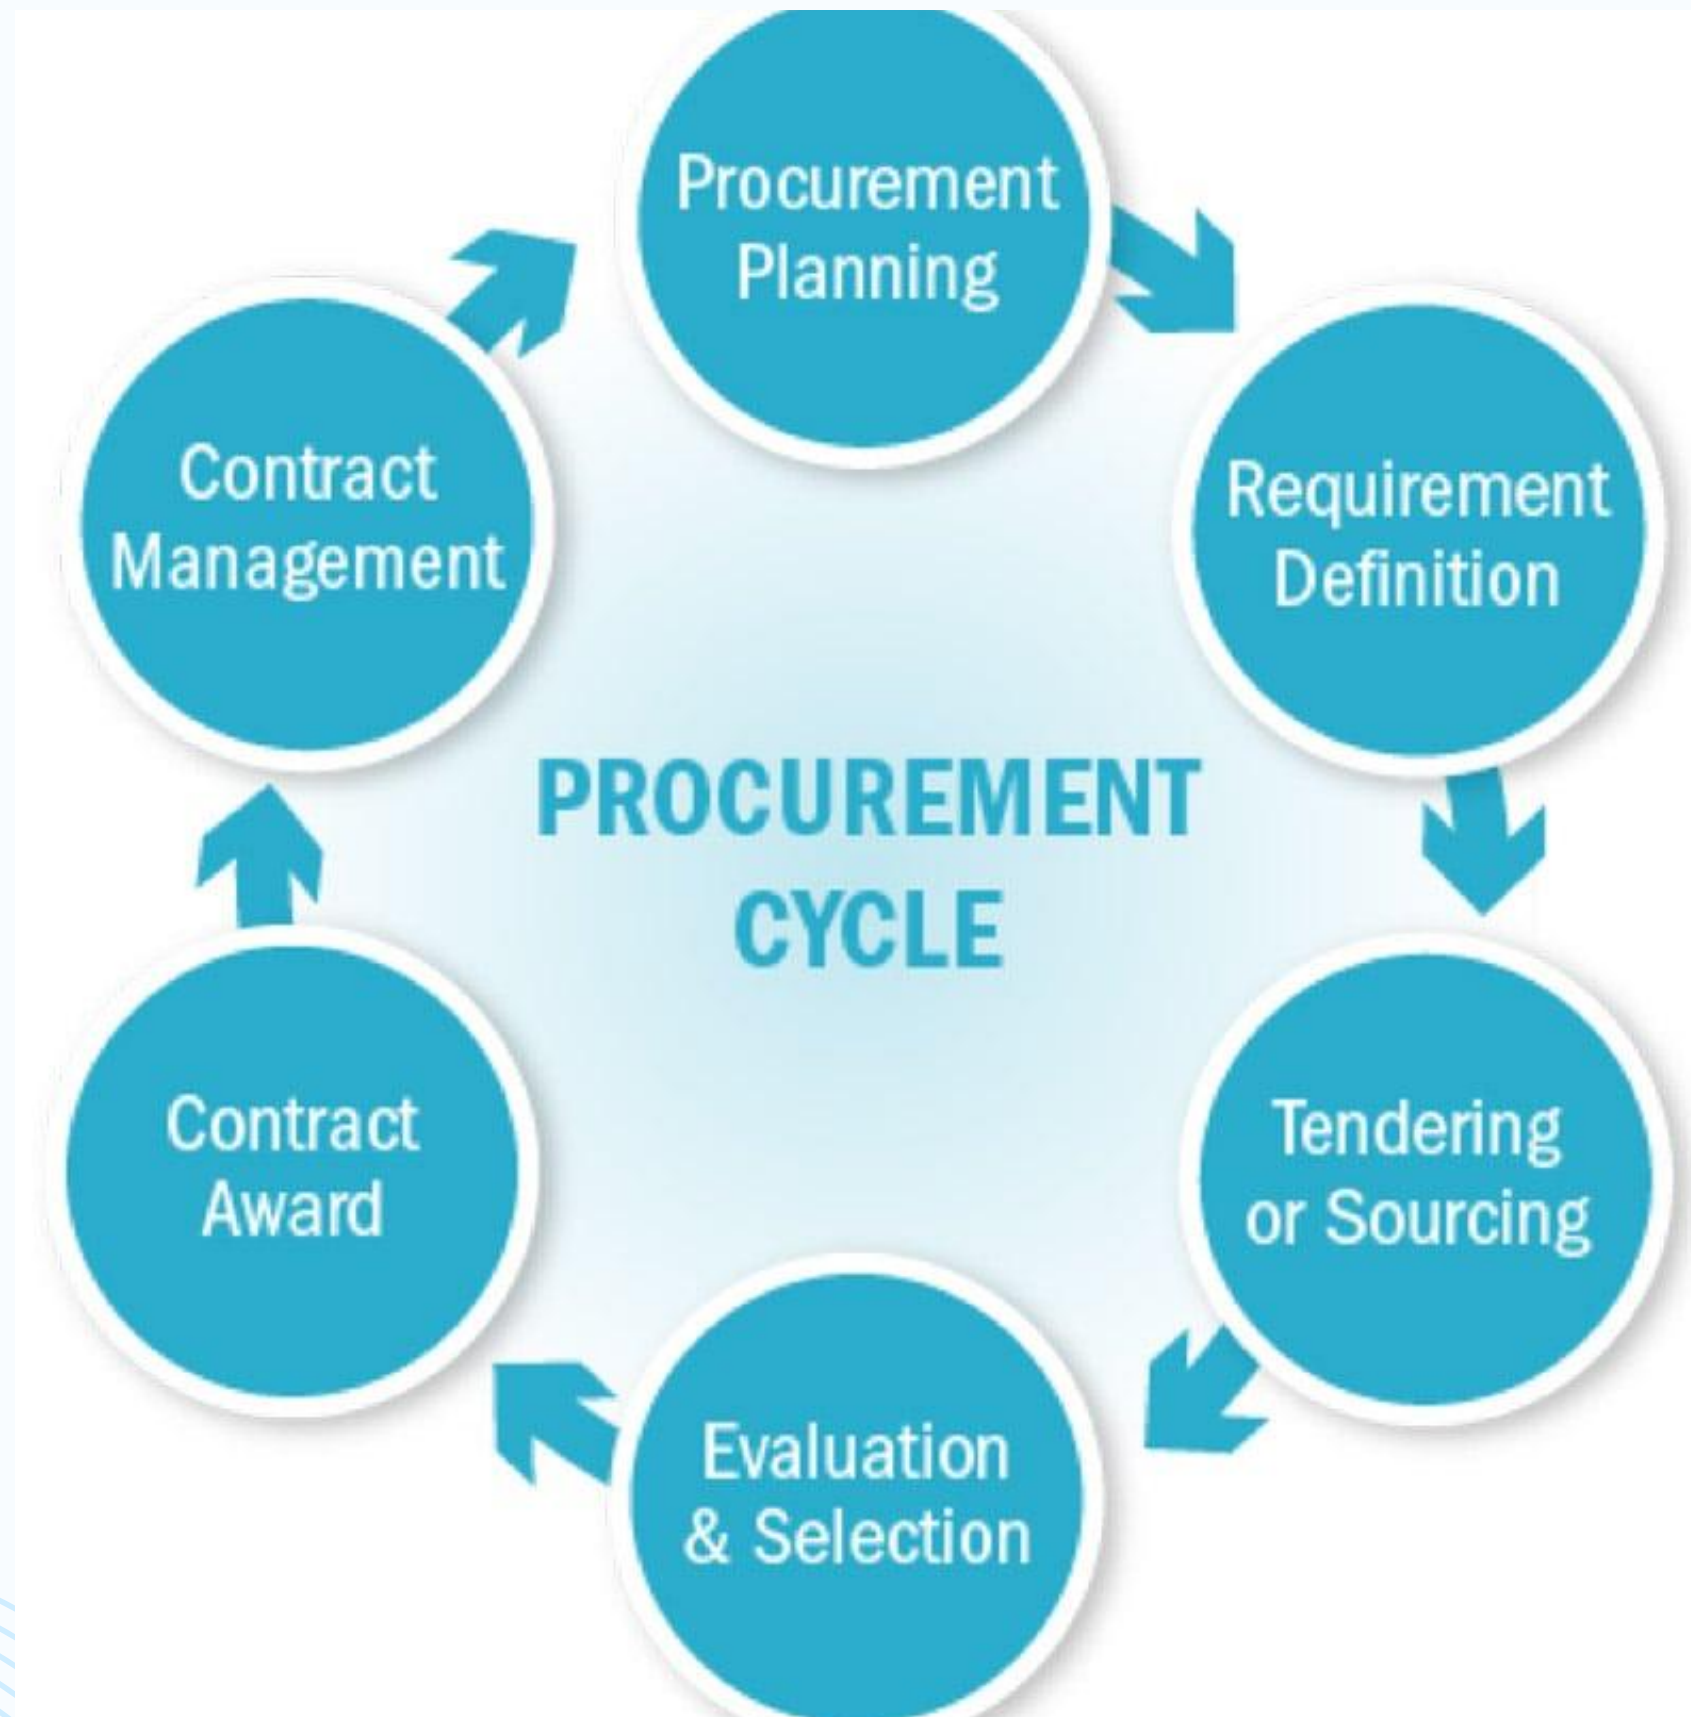 Procurement
Planning
Requirement
Definition
Tendering
or Sourcing
Evaluation
& Selection
Contract
Award
Contract
Management
PROCUREMENT
CYCLE